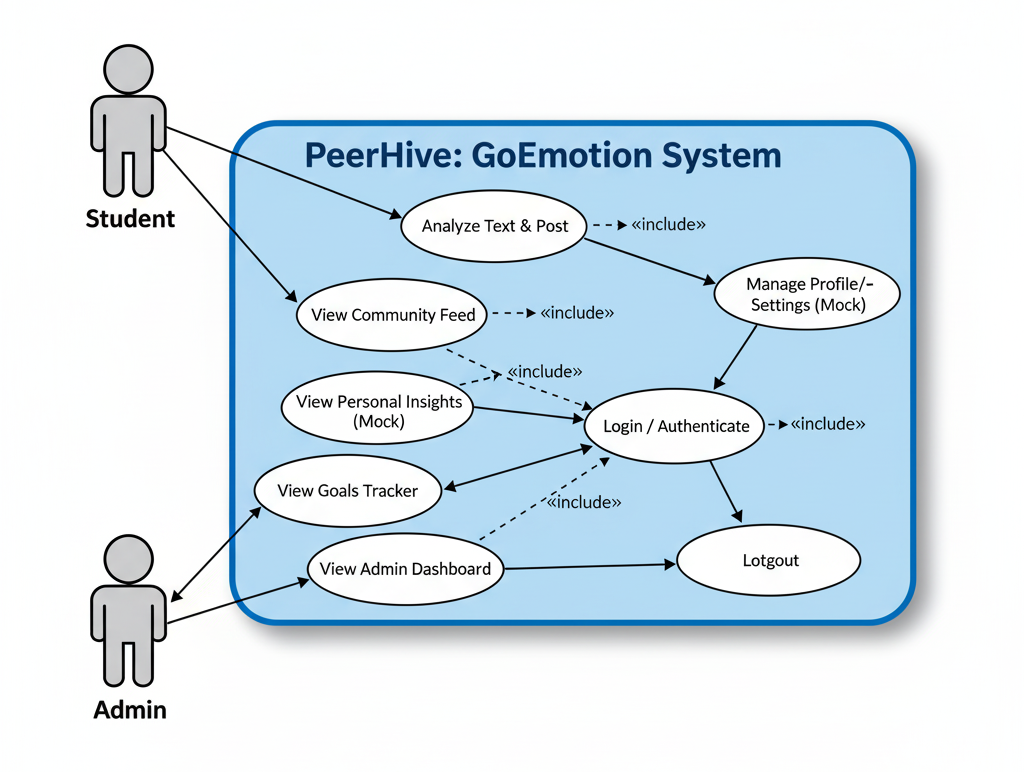 PeerHive: GoEmotion System
Student
Analyze Text & Post
«include»
Manage Profile/-
Settings (Mock)
View Community Feed
«include»
«include»
View Personal Insights
(Mock)
Login / Authenticate
«include»
View Goals Tracker
«include»
View Admin Dashboard
Lotgout
Admin